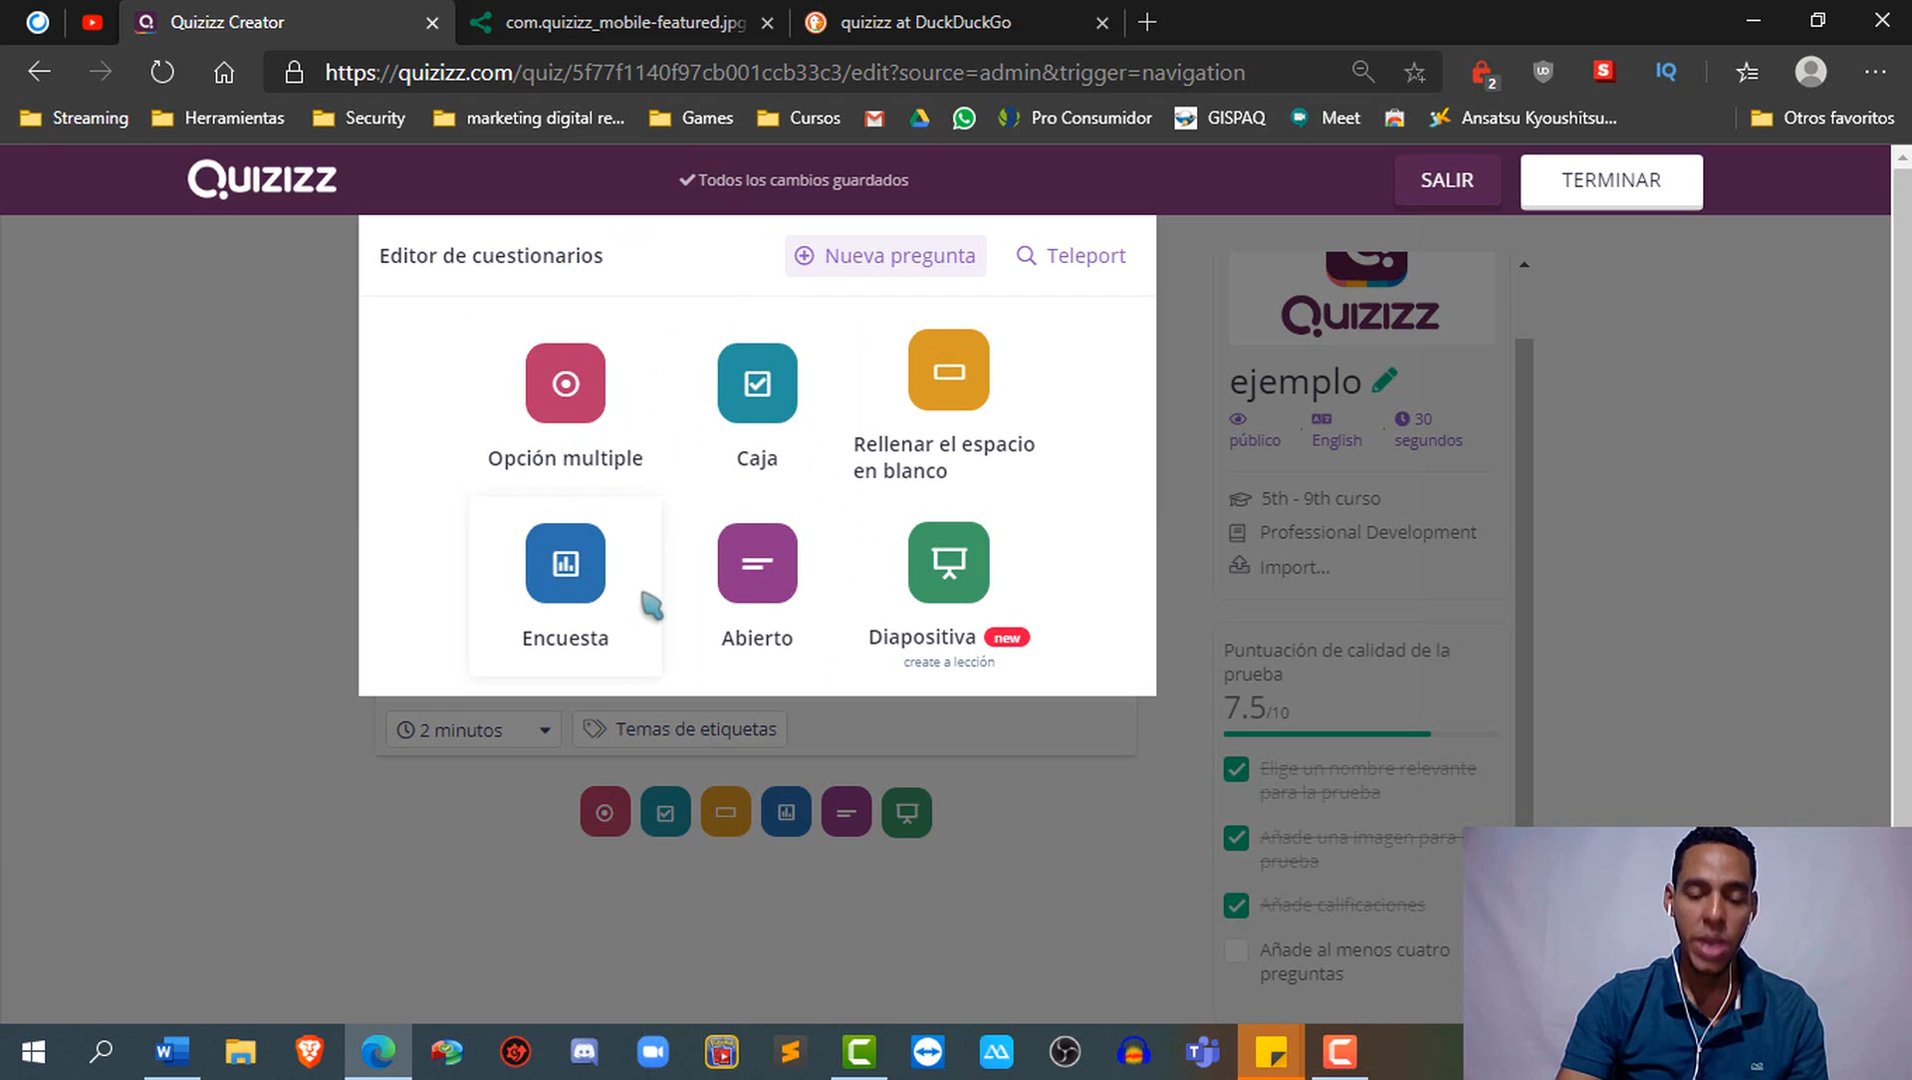 Quizizz Creator
com.quizizz_mobile-featured.jpg
quizizz at DuckDuckGo
https://quizizz.com/quiz/5f77f1140f97cb001ccb33c3/edit?source=admin&trigger=navigation
2
UD
S
IQ
Streaming
Herramientas
Security
marketing digital re...
Games
Cursos
Pro Consumidor
GISPAQ
Meet
Ansatsu Kyoushitsu...
Otros favoritos
QUIZIZZ
Todos los cambios guardados
SALIR
TERMINAR
Editor de cuestionarios
Nueva pregunta
Teleport
Opción multiple
Caja
Rellenar el espacio
en blanco
Encuesta
Abierto
Diapositiva new
create a lección
2 minutos
Temas de etiquetas
QUIZIZZ
ejemplo
público
English
30
segundos
5th - 9th curso
Professional Development
Import...
Puntuación de calidad de la
prueba
7.5/10
Elige un nombre relevante
para la prueba
Añade una imagen para
prueba
Añade calificaciones
Añade al menos cuatro
preguntas